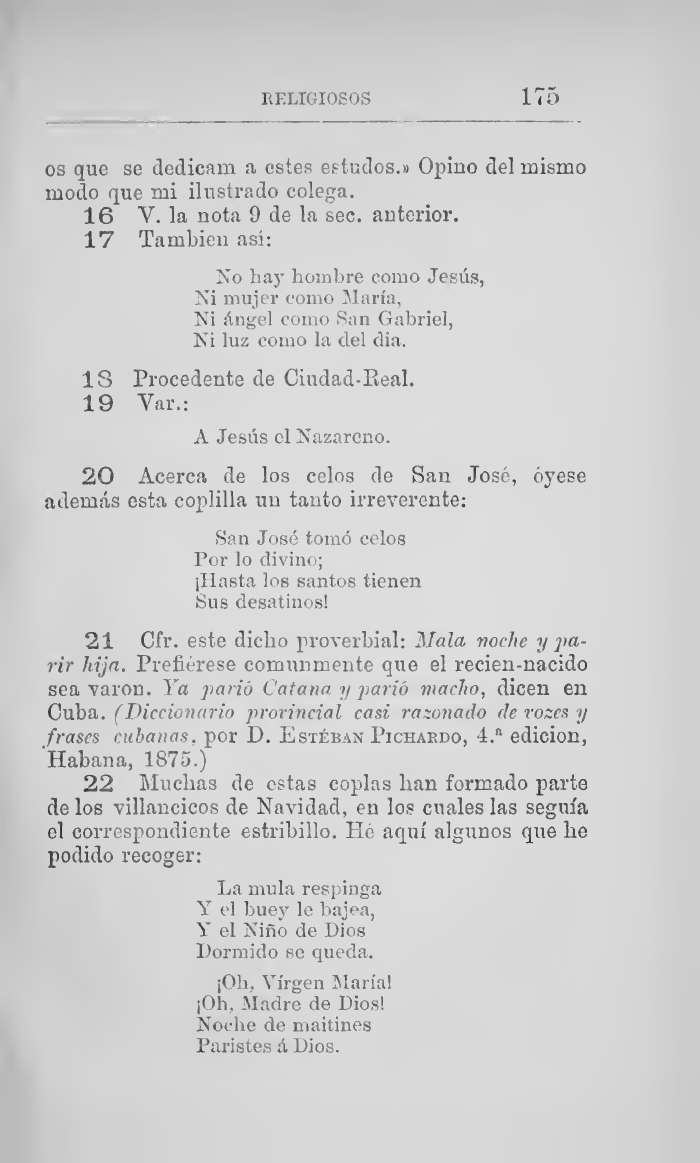 RELIGIOSOS 175
os que se dedicam a estes estudos.» Opino del mismo
modo que mi ilustrado colega.
16 V. la nota 9 de la sec. anterior.
17 Tambien así:
No hay hombre como Jesús,
Ni mujer como María,
Ni ángel como San Gabriel,
Ni luz como la del dia.
18 Procedente de Ciudad-Real.
19 Var.:
A Jesús el Nazareno.
20 Acerca de los celos de San José, óyese
además esta coplilla un tanto irreverente:
San José tomó celos
Por lo divino;
¡Hasta los santos tienen
Sus desatinos!
21 Cfr. este dicho proverbial: Mala noche y pa-
rir hija. Prefiérese comunmente que el recien-nacido
sea varon. Ya parió Catana y parió macho, dicen en
Cuba. (Diccionario provincial casi razonado de vozes y
frases cubanas, por D. ESTÉBAN PICHARDO, 4.ª edicion,
Habana, 1875.)
22 Muchas de estas coplas han formado parte
de los villancicos de Navidad, en los cuales las seguía
el correspondiente estribillo. Hé aquí algunos que he
podido recoger:
La mula respinga
Y el buey le bajea,
Y el Niño de Dios
Dormido se queda.
¡Oh, Vírgen María!
¡Oh, Madre de Dios!
Noche de maitines
Paristes á Dios.